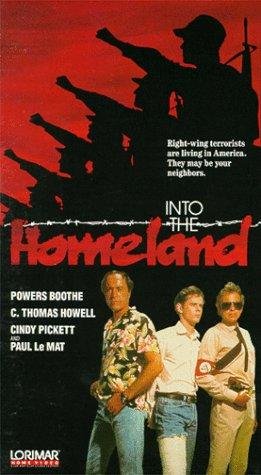 Right-wing terrorists
are living in America.
They may be your
neighbors.
INTO
THE
Homeland
POWERS BOOTHE
C. THOMAS HOWELL
CINDY PICKETT
AND
PAUL Le MAT
LORIMAR
HOME VIDEO